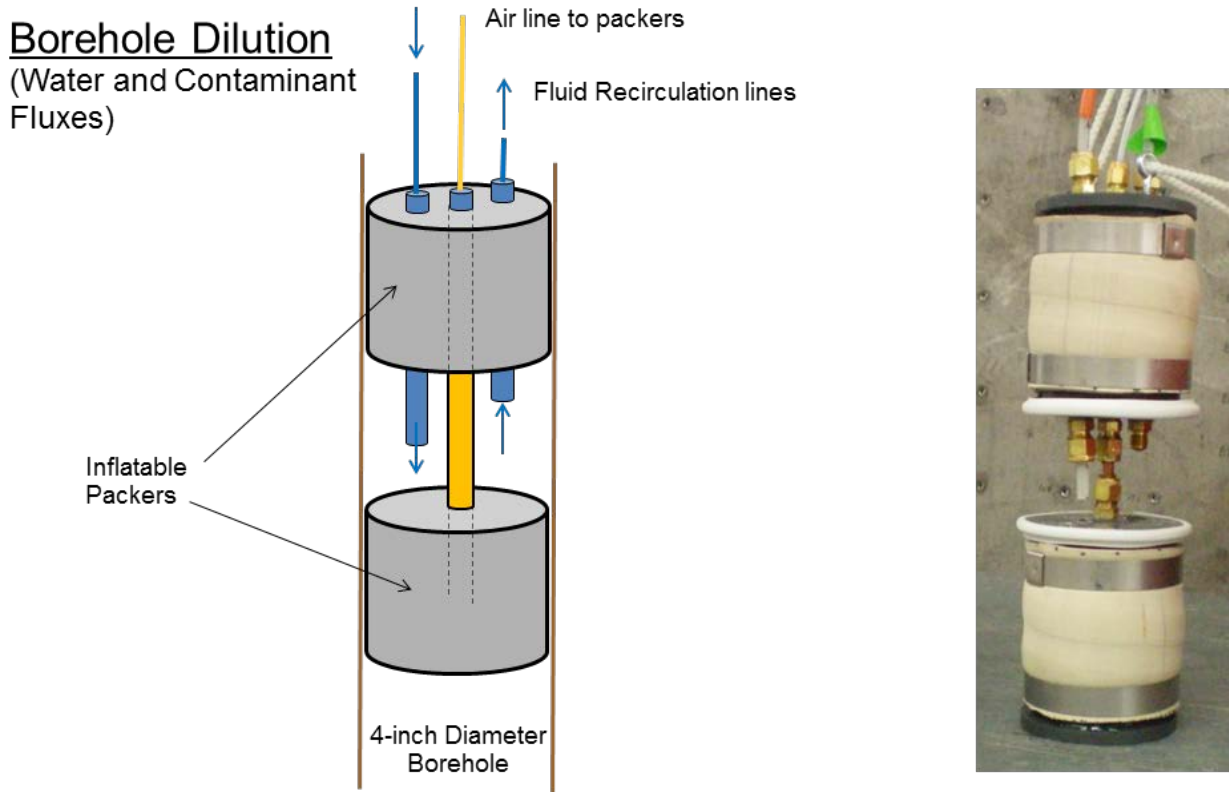 Borehole Dilution
(Water and Contaminant
Fluxes)
Air line to packers
Fluid Recirculation lines
Inflatable
Packers
4-inch Diameter
Borehole